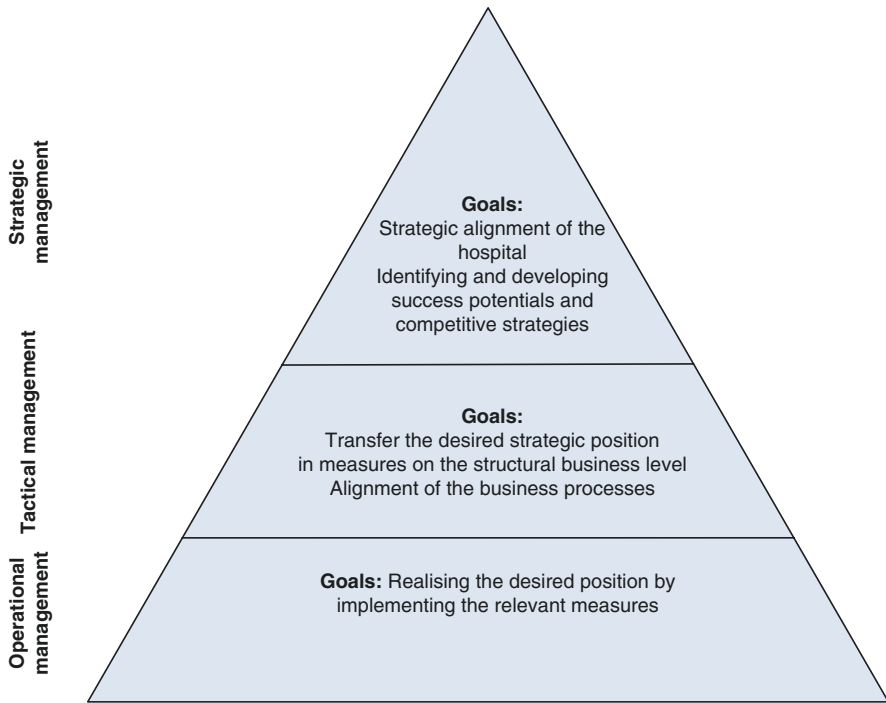 Strategic
management
Goals:
Strategic alignment of the
hospital
Identifying and developing
success potentials and
competitive strategies
Tactical management
Goals:
Transfer the desired strategic position
in measures on the structural business level
Alignment of the business processes
Operational
management
Goals: Realising the desired position by
implementing the relevant measures